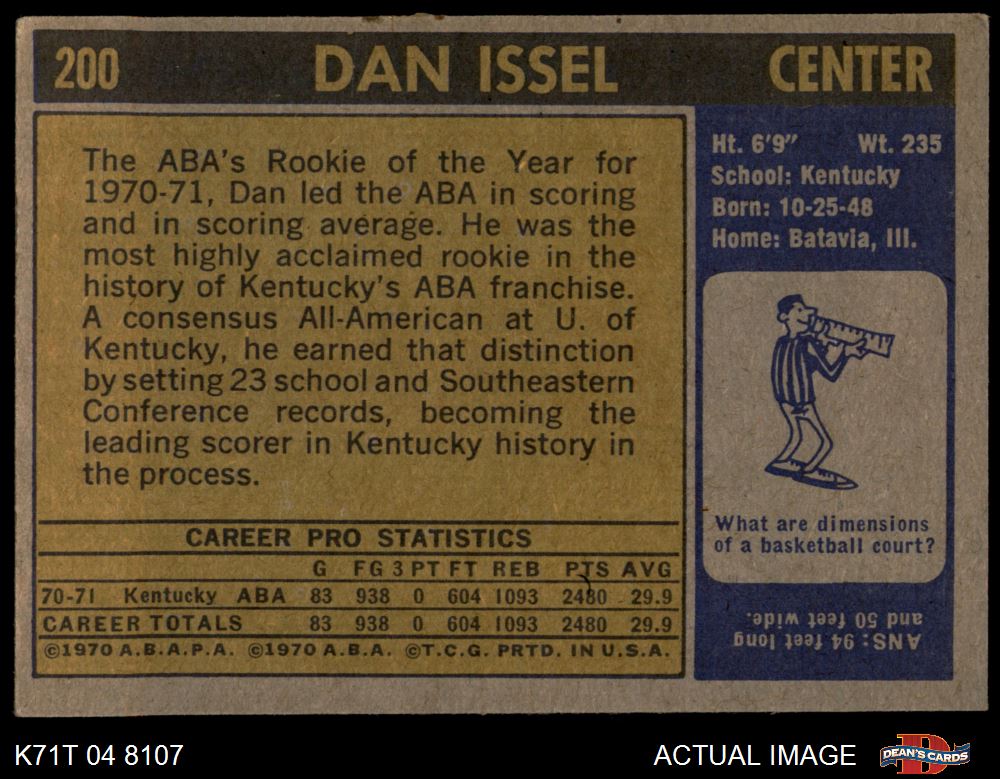 200 DAN ISSEL CENTER
The ABA's Rookie of the Year for
1970-71, Dan led the ABA in scoring
and in scoring average. He was the
most highly acclaimed rookie in the
history of Kentucky's ABA franchise.
A consensus All-American at U. of
Kentucky, he earned that distinction
by setting 23 school and Southeastern
Conference records, becoming the
leading scorer in Kentucky history in
the process.
CAREER PRO STATISTICS
G FG 3 PT FT REB PTS AVG
70-71 Kentucky ABA 83 938 0 604 1093 2480 29.9
CAREER TOTALS 83 938 0 604 1093 2480 29.9
©1970 A.B.A.P.A. ©1970 A.B.A. ©T.C.G. PRTD. IN U.S.A.
Ht. 6'9" Wt. 235
School: Kentucky
Born: 10-25-48
Home: Batavia, Ill.
What are dimensions
of a basketball court?
ANS: 94 feet long
and 50 feet wide.
K71T 04 8107
ACTUAL IMAGE
D
DEAN'S CARDS